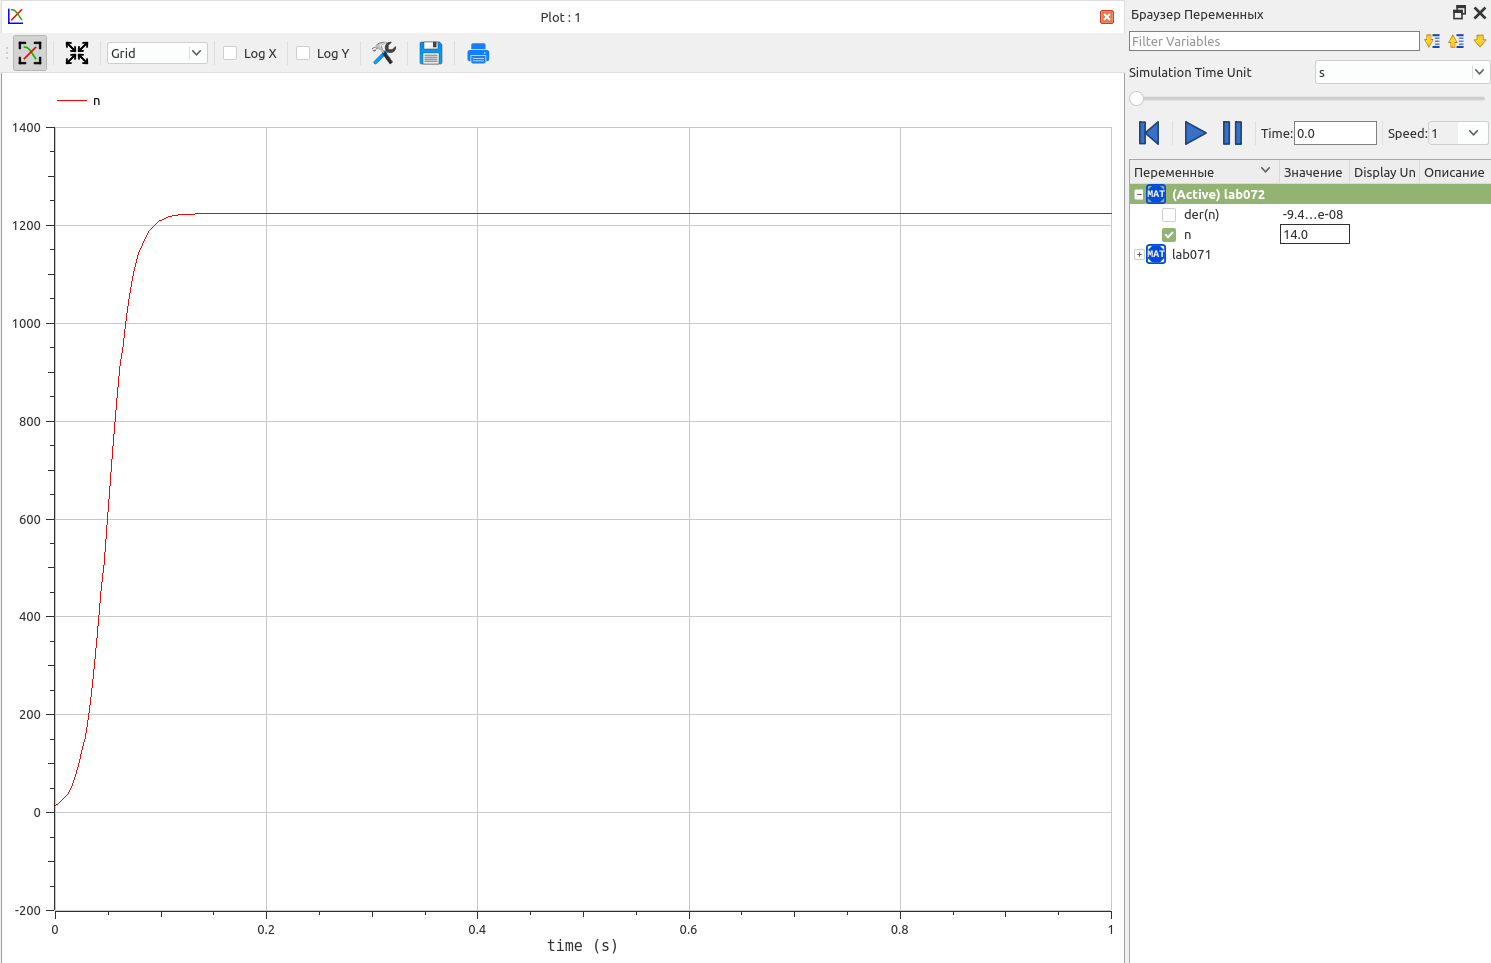 Plot : 1
Grid
Log X
Log Y
n
1400
1200
1000
800
600
400
200
0
-200
0
0.2
0.4
0.6
0.8
1
time (s)
Браузер Переменных
Filter Variables
Simulation Time Unit
s
Time: 0.0
Speed: 1
Переменные Значение Display Un Описание
MAT (Active) lab072
der(n) -9.4...e-08
n 14.0
MAT lab071